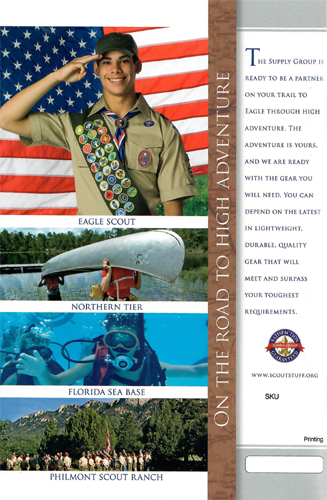 EAGLE SCOUT
NORTHERN TIER
FLORIDA SEA BASE
PHILMONT SCOUT RANCH
ON THE ROAD TO HIGH ADVENTURE
THE SUPPLY GROUP IS
READY TO BE A PARTNER
ON YOUR TRAIL TO
EAGLE THROUGH HIGH
ADVENTURE. THE
ADVENTURE IS YOURS,
AND WE ARE READY
WITH THE GEAR YOU
WILL NEED. YOU CAN
DEPEND ON THE LATEST
IN LIGHTWEIGHT,
DURABLE, QUALITY
GEAR THAT WILL
MEET AND SURPASS
YOUR TOUGHEST
REQUIREMENTS.
SATISFACTION
GUARANTEED
WWW.SCOUTSTUFF.ORG
SKU
Printing